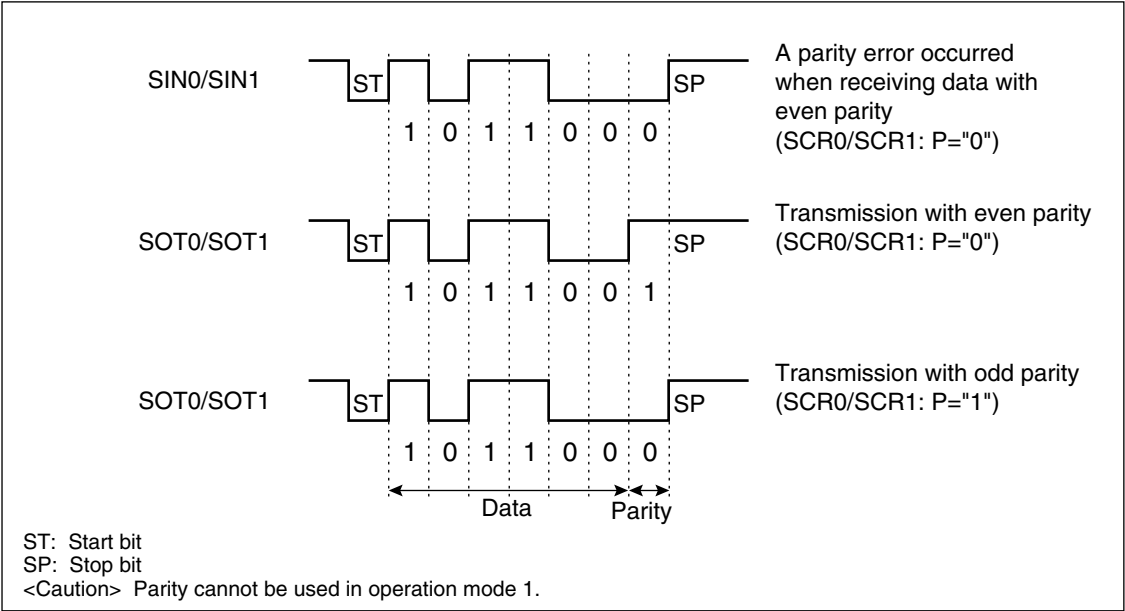 SIN0/SIN1
ST
SP
A parity error occurred
when receiving data with
even parity
(SCR0/SCR1: P="0")
1 0 1 1 0 0 0
SOT0/SOT1
ST
SP
Transmission with even parity
(SCR0/SCR1: P="0")
1 0 1 1 0 0 1
SOT0/SOT1
ST
SP
Transmission with odd parity
(SCR0/SCR1: P="1")
1 0 1 1 0 0 0
Data
Parity
ST: Start bit
SP: Stop bit
<Caution> Parity cannot be used in operation mode 1.